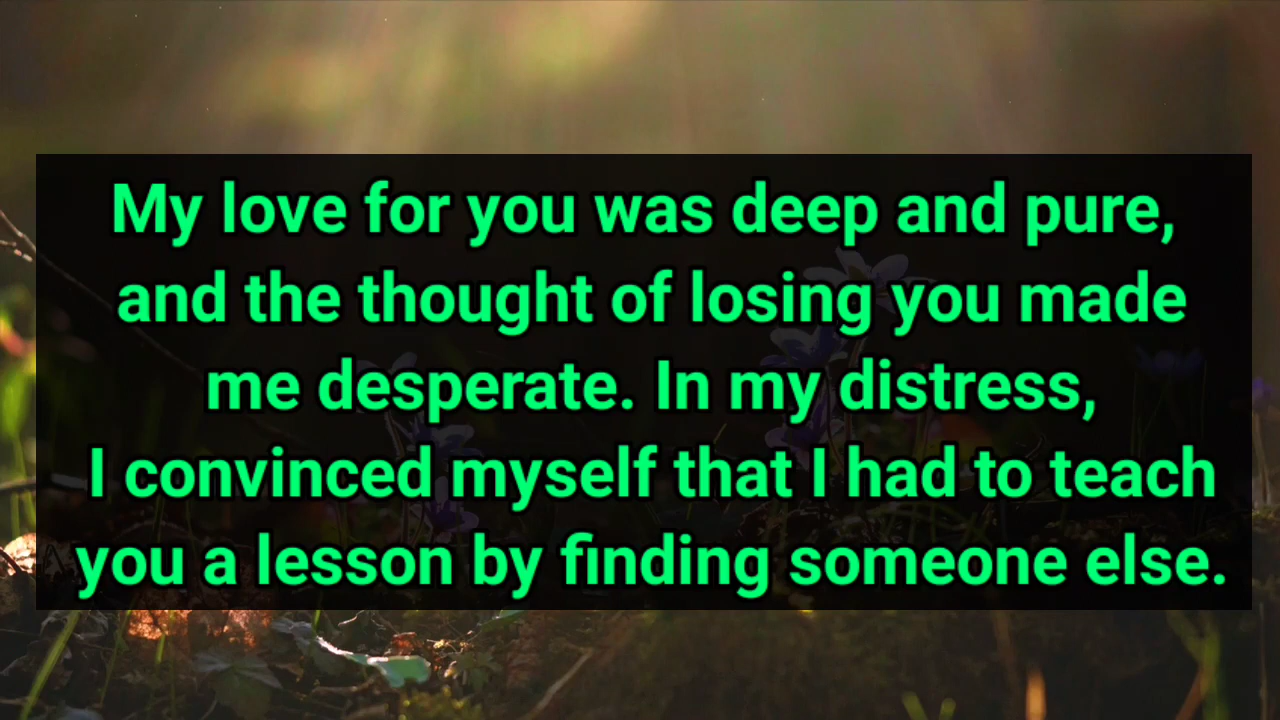 My love for you was deep and pure,
and the thought of losing you made
me desperate. In my distress,
I convinced myself that I had to teach
you a lesson by finding someone else.